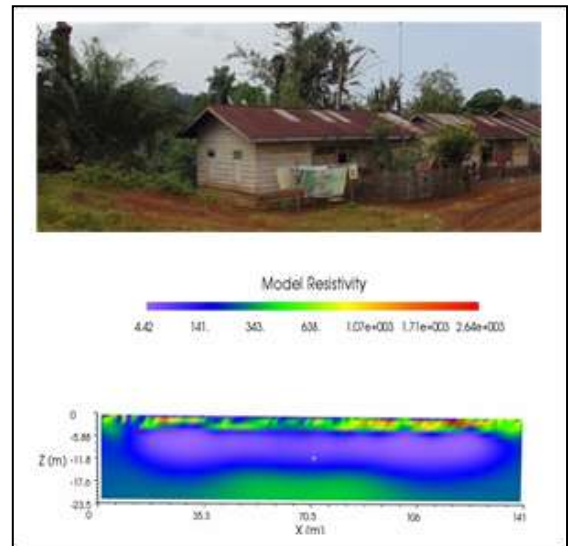 Model Resistivity
4.42 141. 343. 638. 1.07e+003 1.71e+003 2.64e+003
0
-5.88
Z (m) -11.8
-17.6
-23.5
0 35.3 70.5 106 141
X (m)